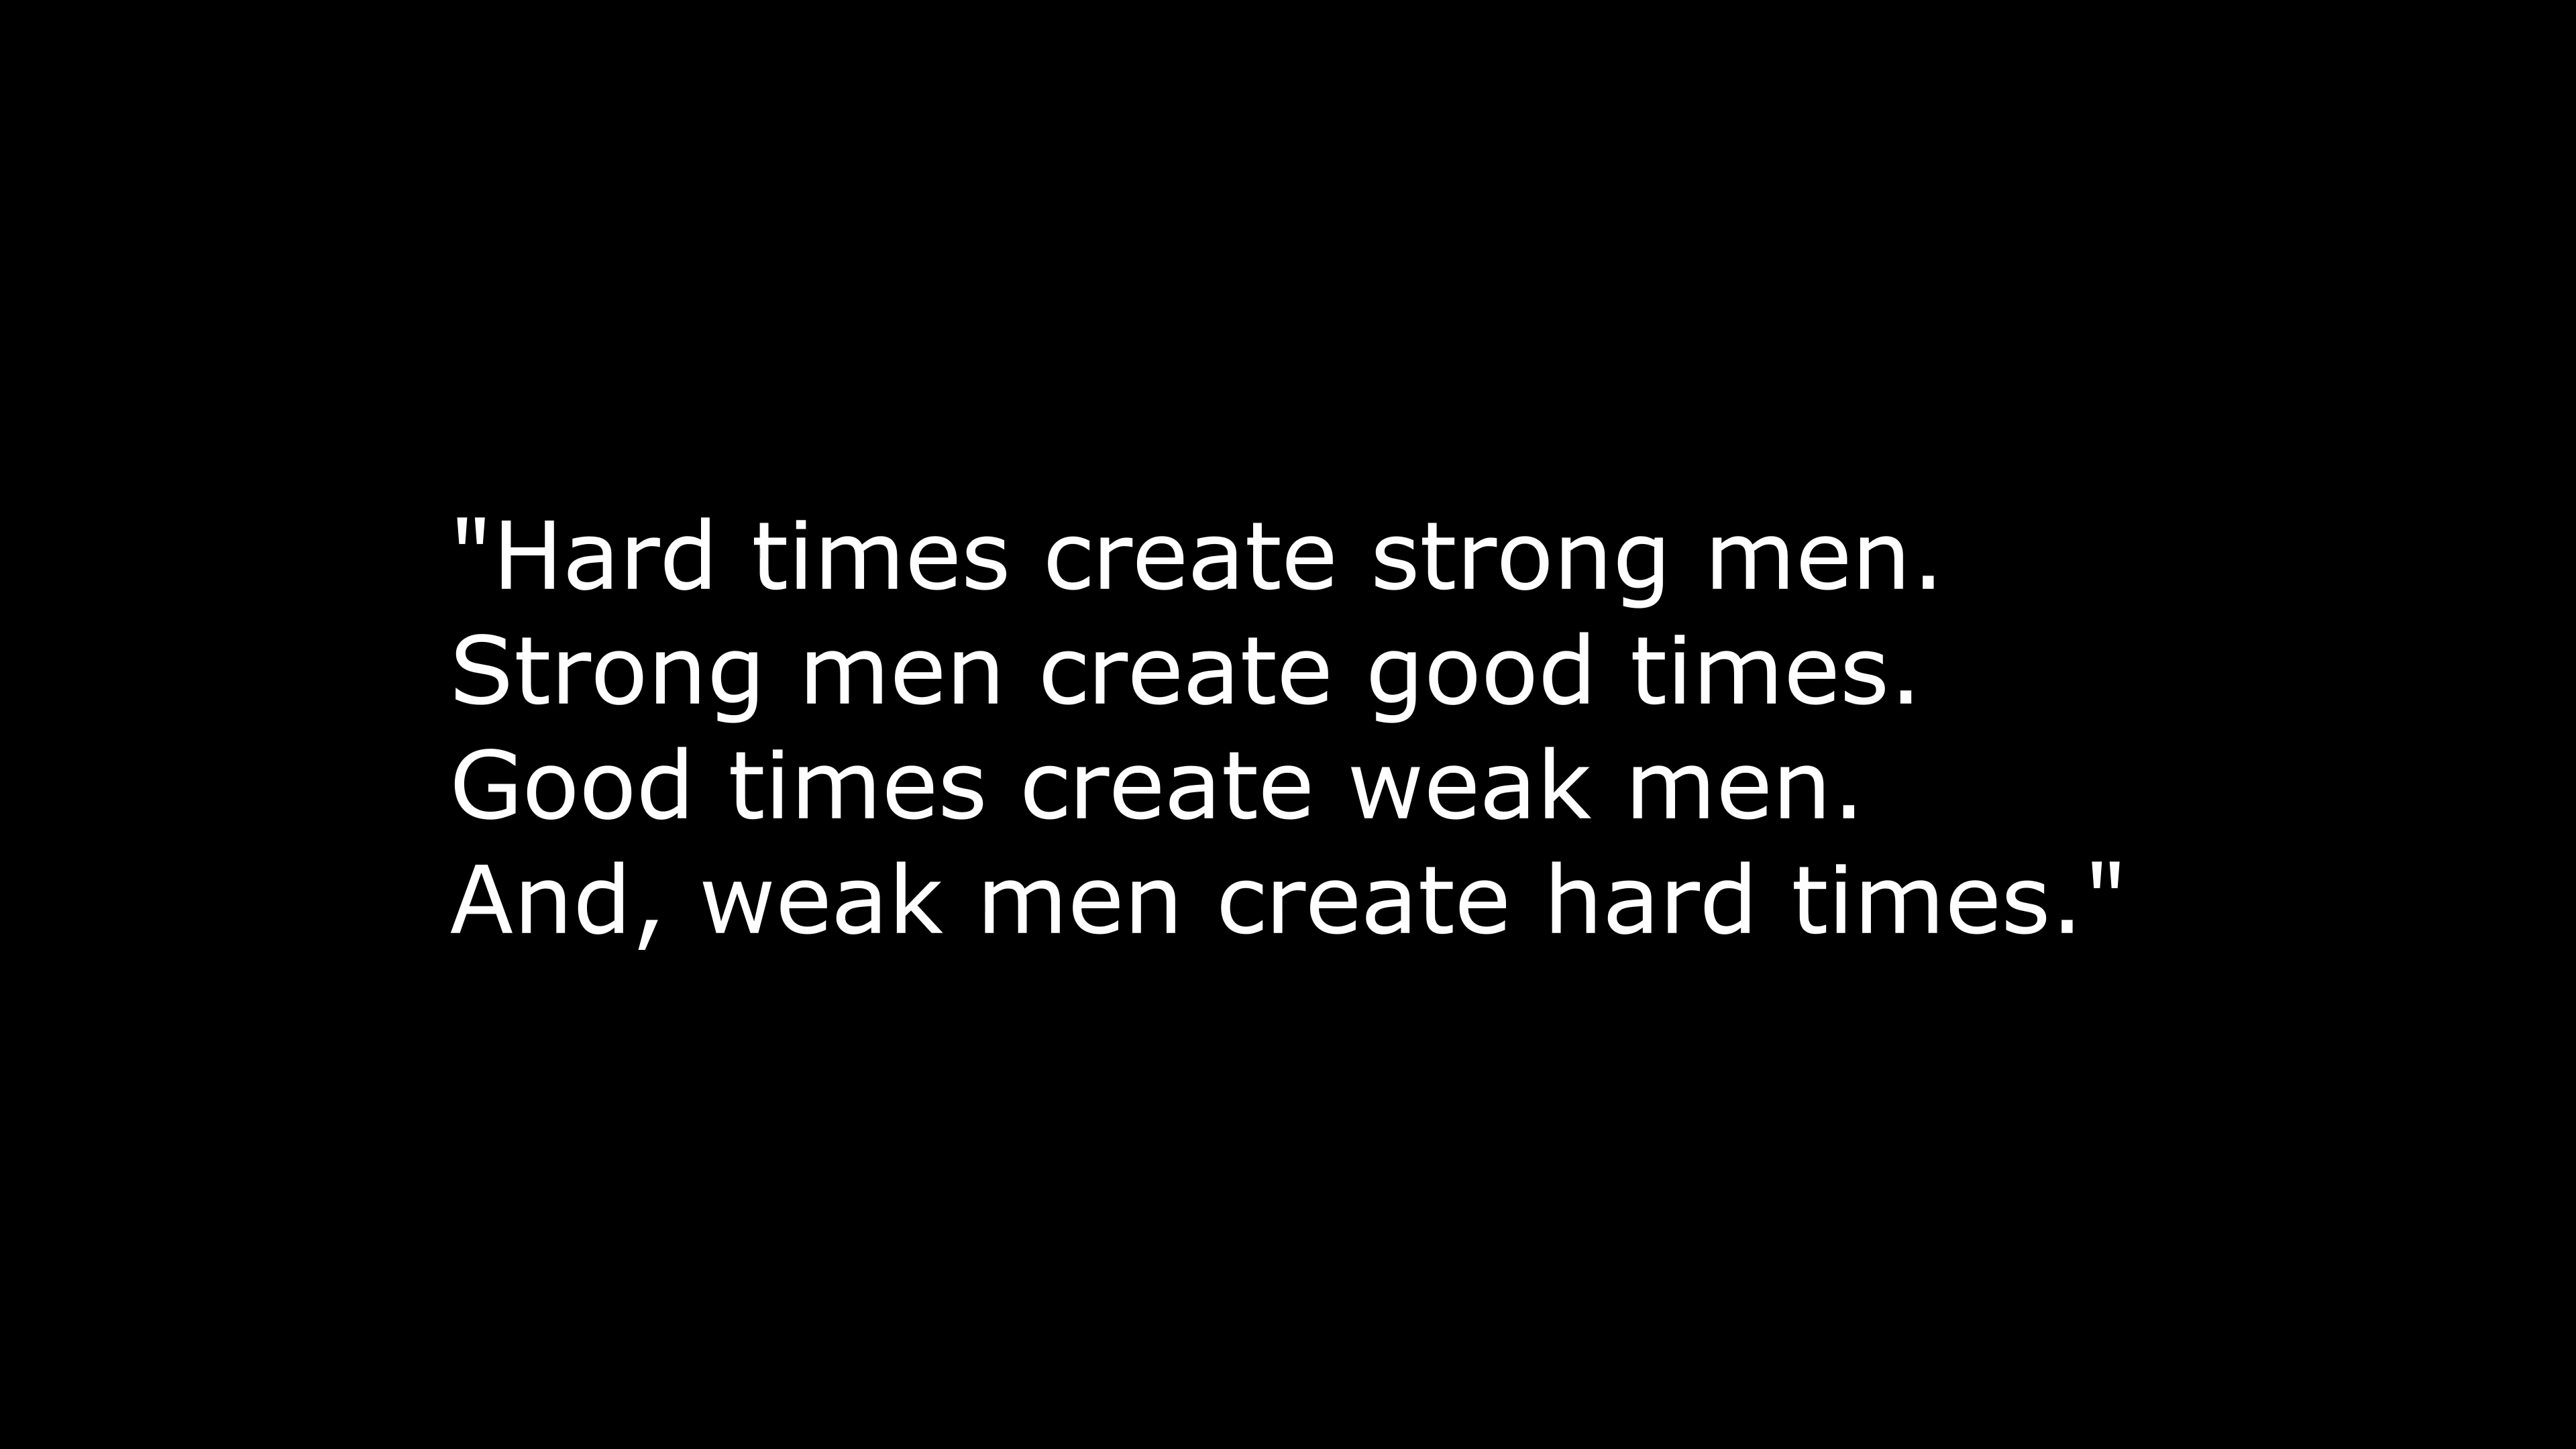 "Hard times create strong men.
Strong men create good times.
Good times create weak men.
And, weak men create hard times."